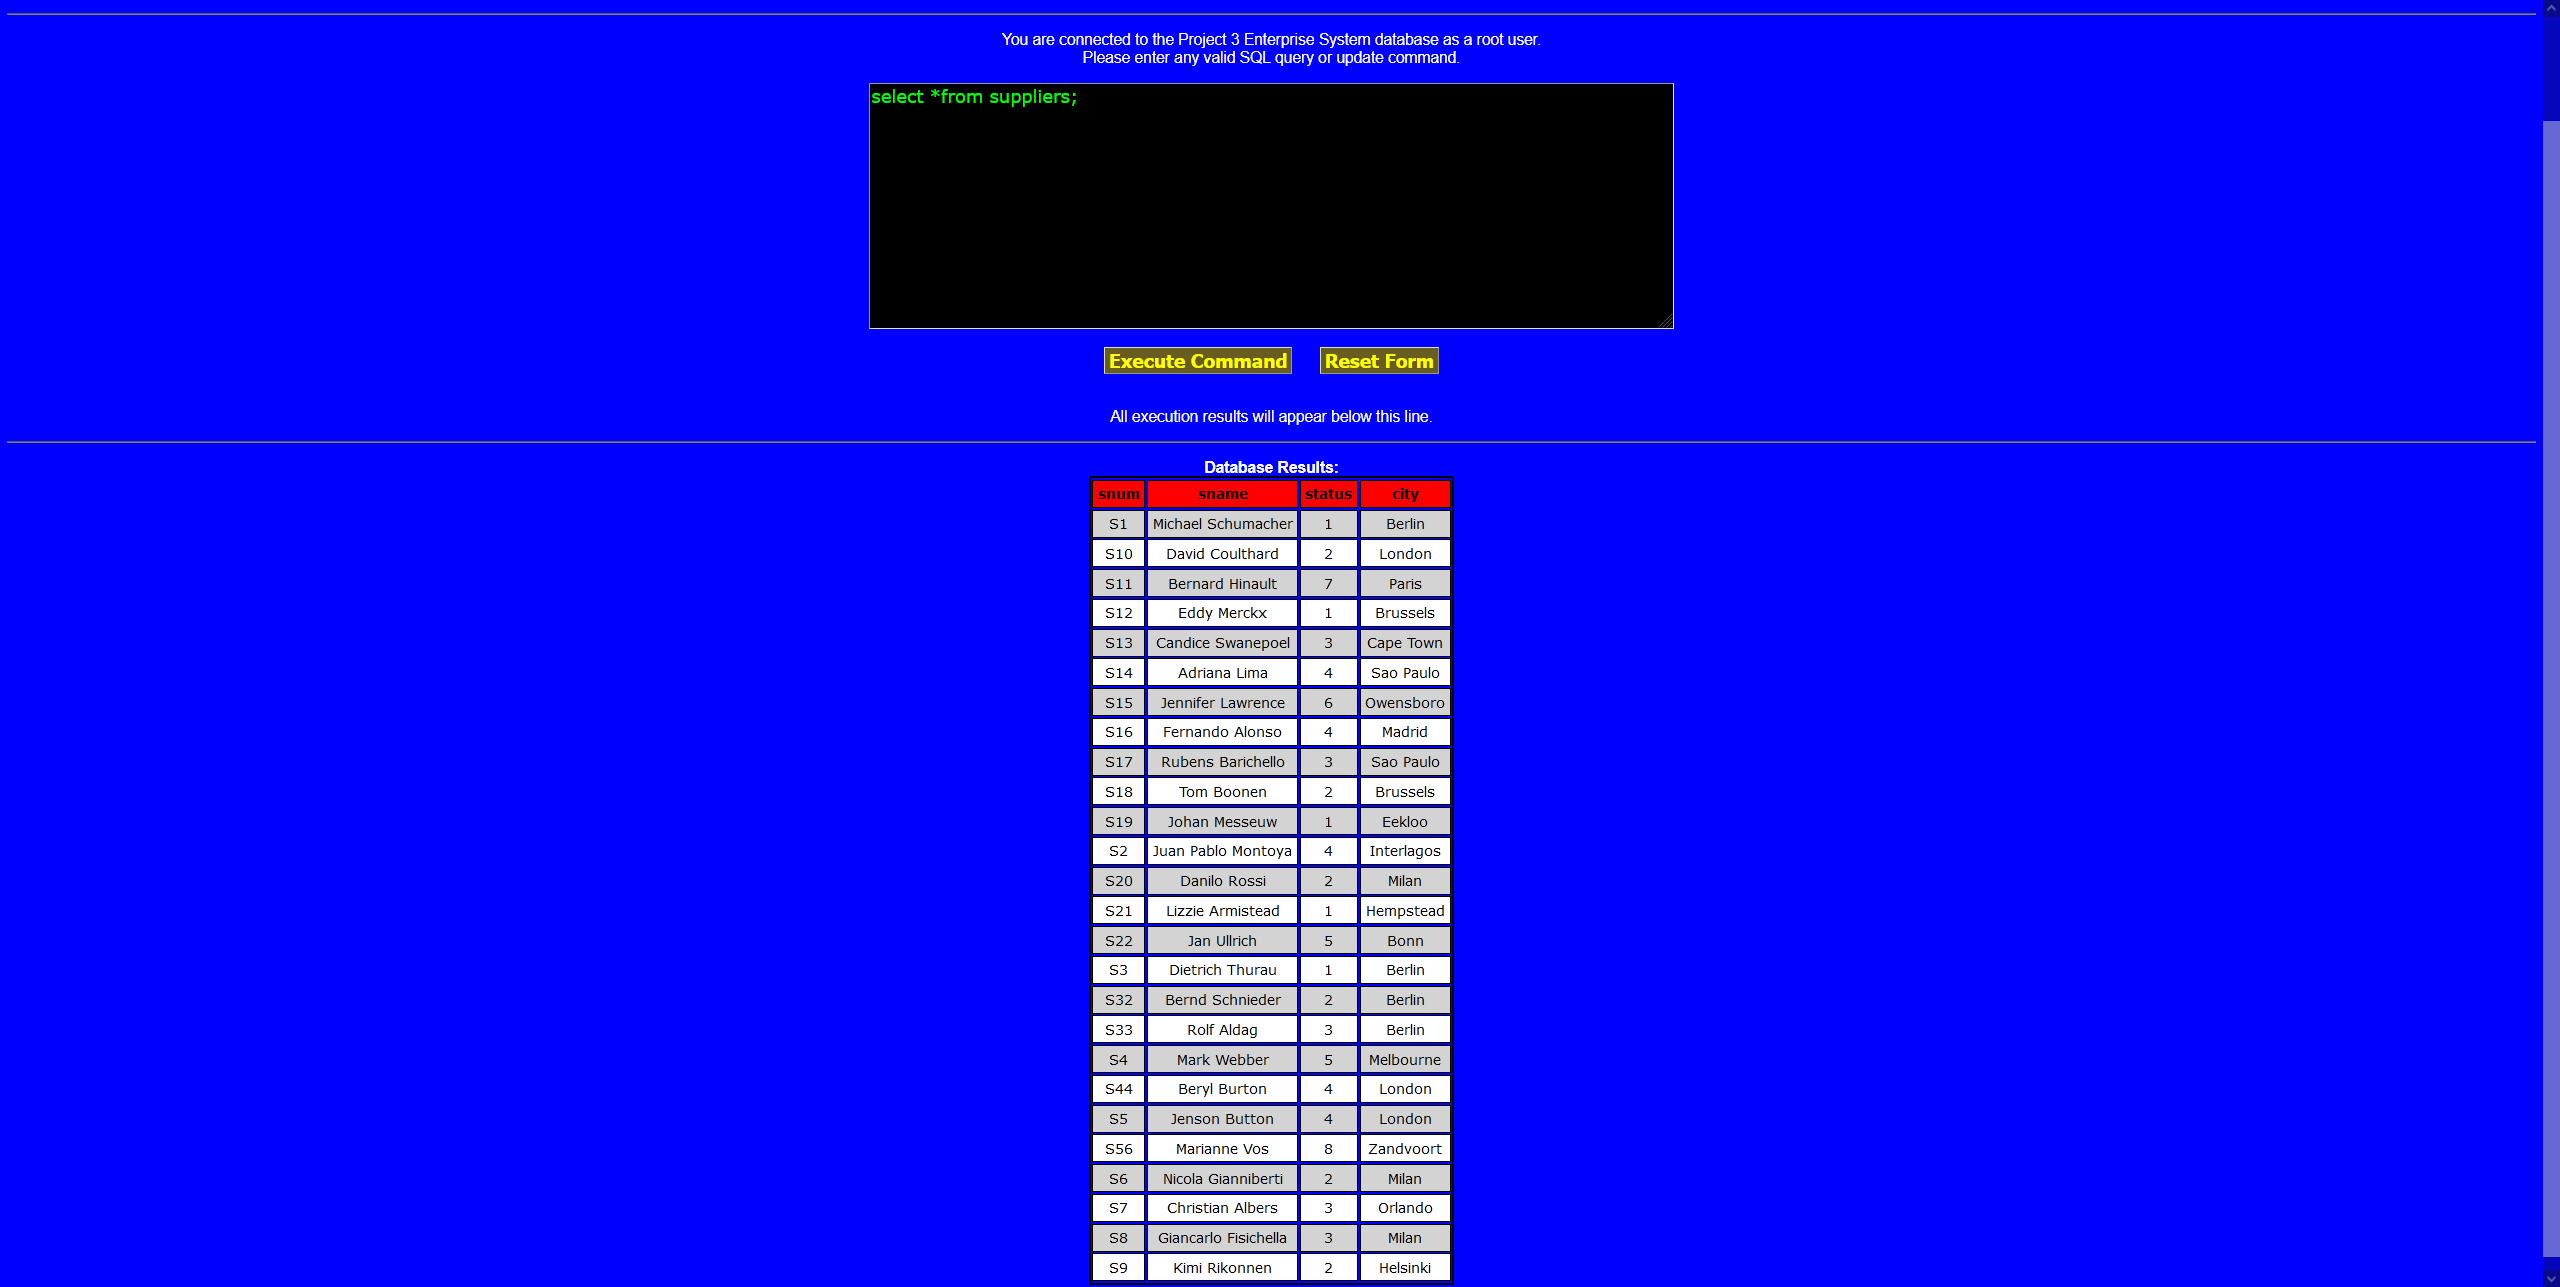 You are connected to the Project 3 Enterprise System database as a root user.
Please enter any valid SQL query or update command.
select *from suppliers;
Execute Command Reset Form
All execution results will appear below this line.
Database Results:
snum sname status city
S1 Michael Schumacher 1 Berlin
S10 David Coulthard 2 London
S11 Bernard Hinault 7 Paris
S12 Eddy Merckx 1 Brussels
S13 Candice Swanepoel 3 Cape Town
S14 Adriana Lima 4 Sao Paulo
S15 Jennifer Lawrence 6 Owensboro
S16 Fernando Alonso 4 Madrid
S17 Rubens Barichello 3 Sao Paulo
S18 Tom Boonen 2 Brussels
S19 Johan Messeuw 1 Eekloo
S2 Juan Pablo Montoya 4 Interlagos
S20 Danilo Rossi 2 Milan
S21 Lizzie Armistead 1 Hempstead
S22 Jan Ullrich 5 Bonn
S3 Dietrich Thurau 1 Berlin
S32 Bernd Schnieder 2 Berlin
S33 Rolf Aldag 3 Berlin
S4 Mark Webber 5 Melbourne
S44 Beryl Burton 4 London
S5 Jenson Button 4 London
S56 Marianne Vos 8 Zandvoort
S6 Nicola Gianniberti 2 Milan
S7 Christian Albers 3 Orlando
S8 Giancarlo Fisichella 3 Milan
S9 Kimi Rikonnen 2 Helsinki